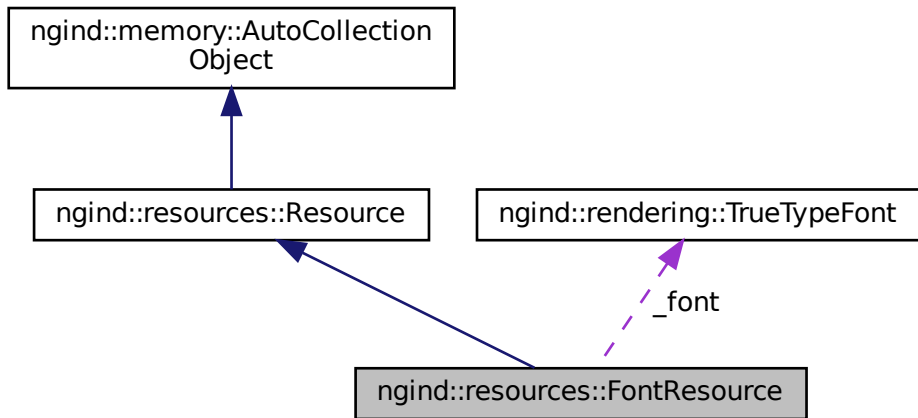 ngind::memory::AutoCollection
Object
ngind::resources::Resource
ngind::rendering::TrueTypeFont
_font
ngind::resources::FontResource